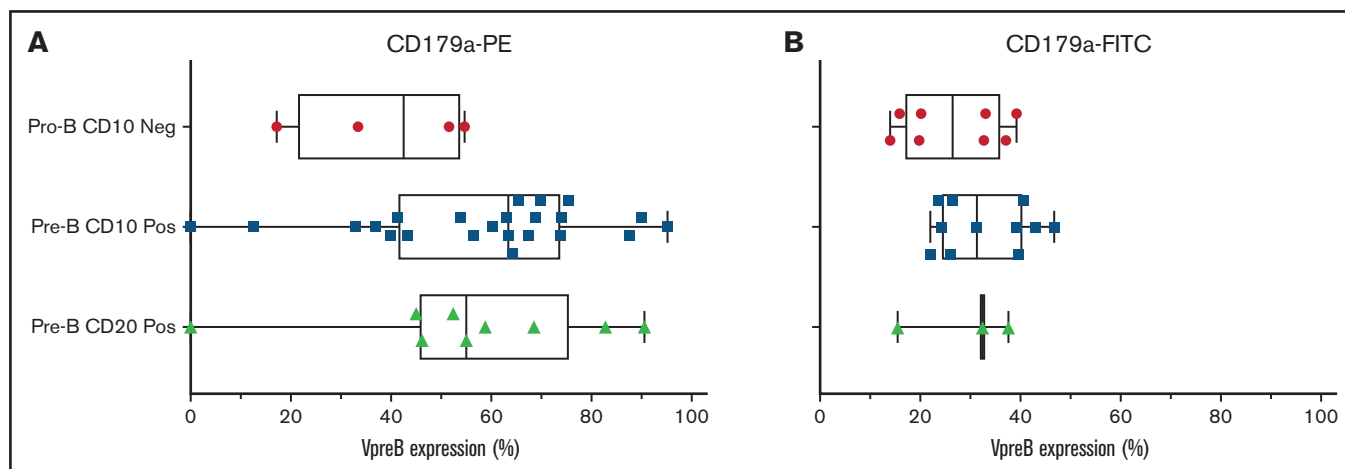 A
CD179a-PE
Pro-B CD10 Neg
Pre-B CD10 Pos
Pre-B CD20 Pos
0 20 40 60 80 100
VpreB expression (%)
B
CD179a-FITC
0 20 40 60 80 100
VpreB expression (%)